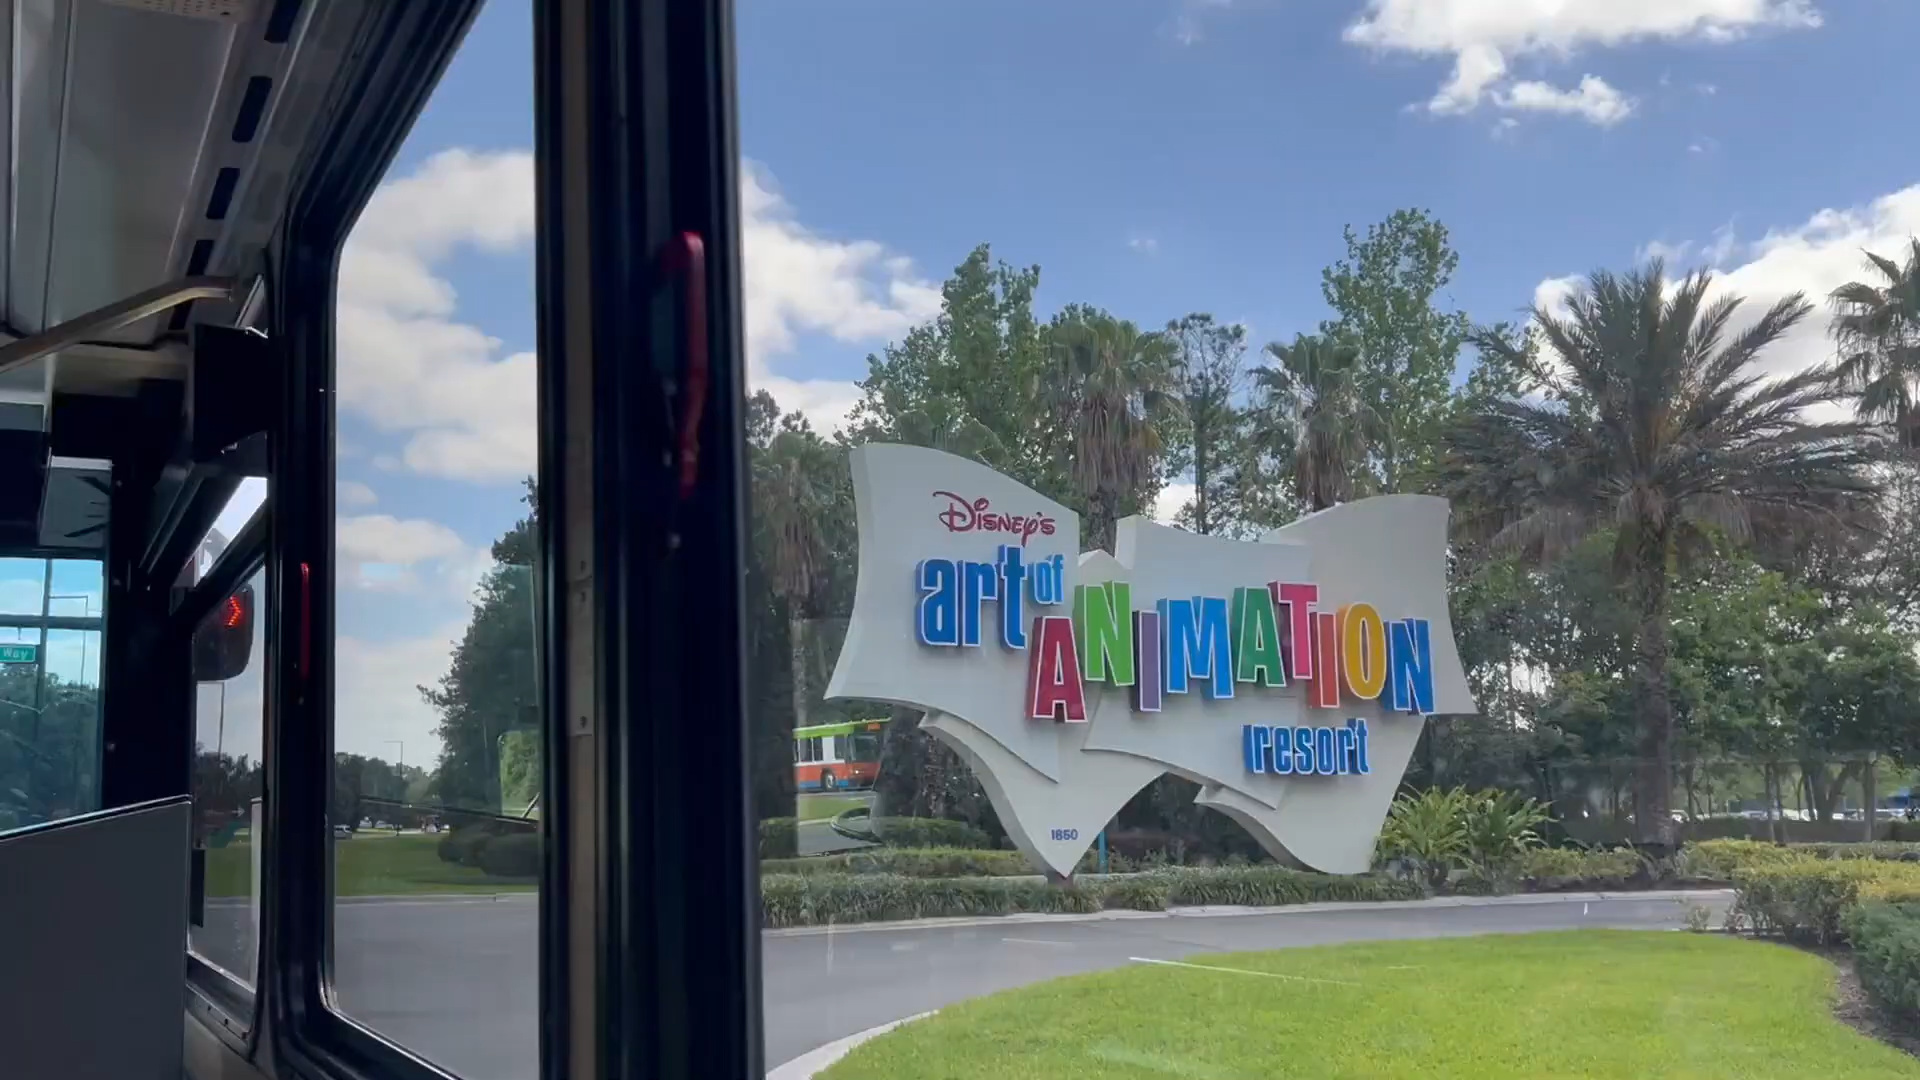 Way
DISNEY'S
art of
ANIMATION
resort
1850